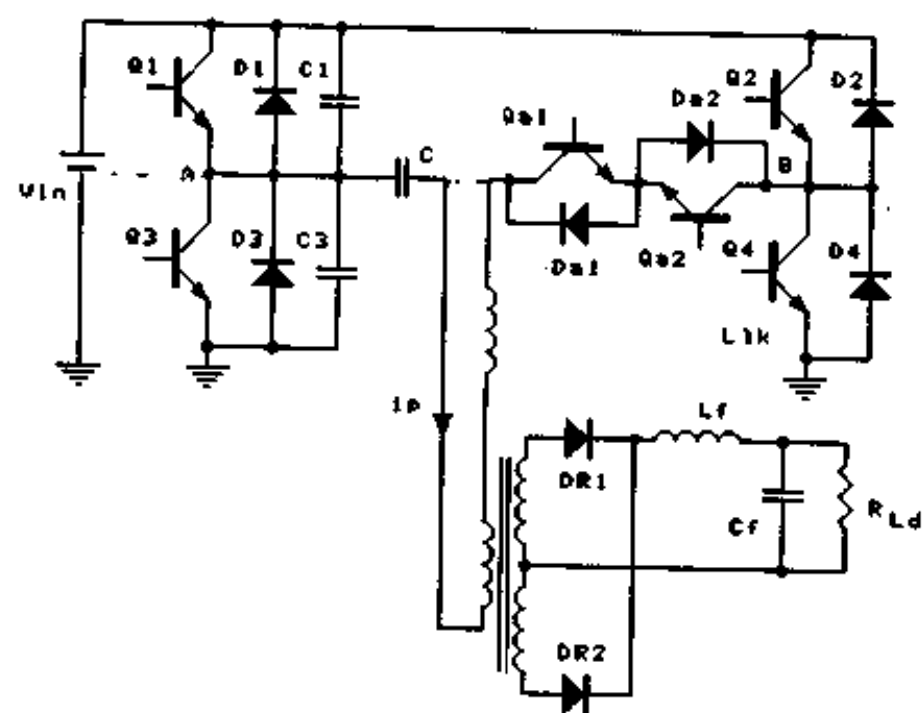 Q1
D1
C1
Q2
D2
Qa1
Da2
C
A
B
Vin
Q3
D3
C3
Da1
Qa2
Q4
D4
Llk
ip
Lf
DR1
Cf
RLd
DR2